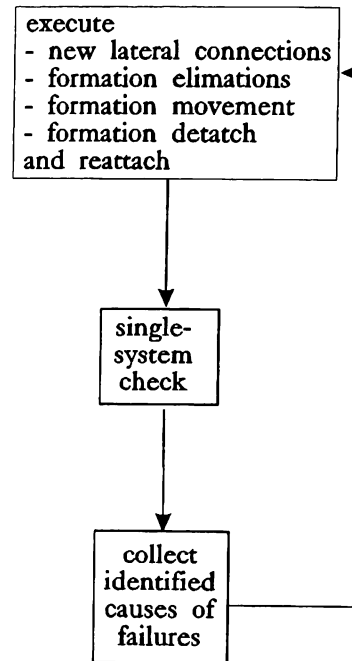 execute
- new lateral connections
- formation elimations
- formation movement
- formation detatch
and reattach
single-
system
check
collect
identified
causes of
failures